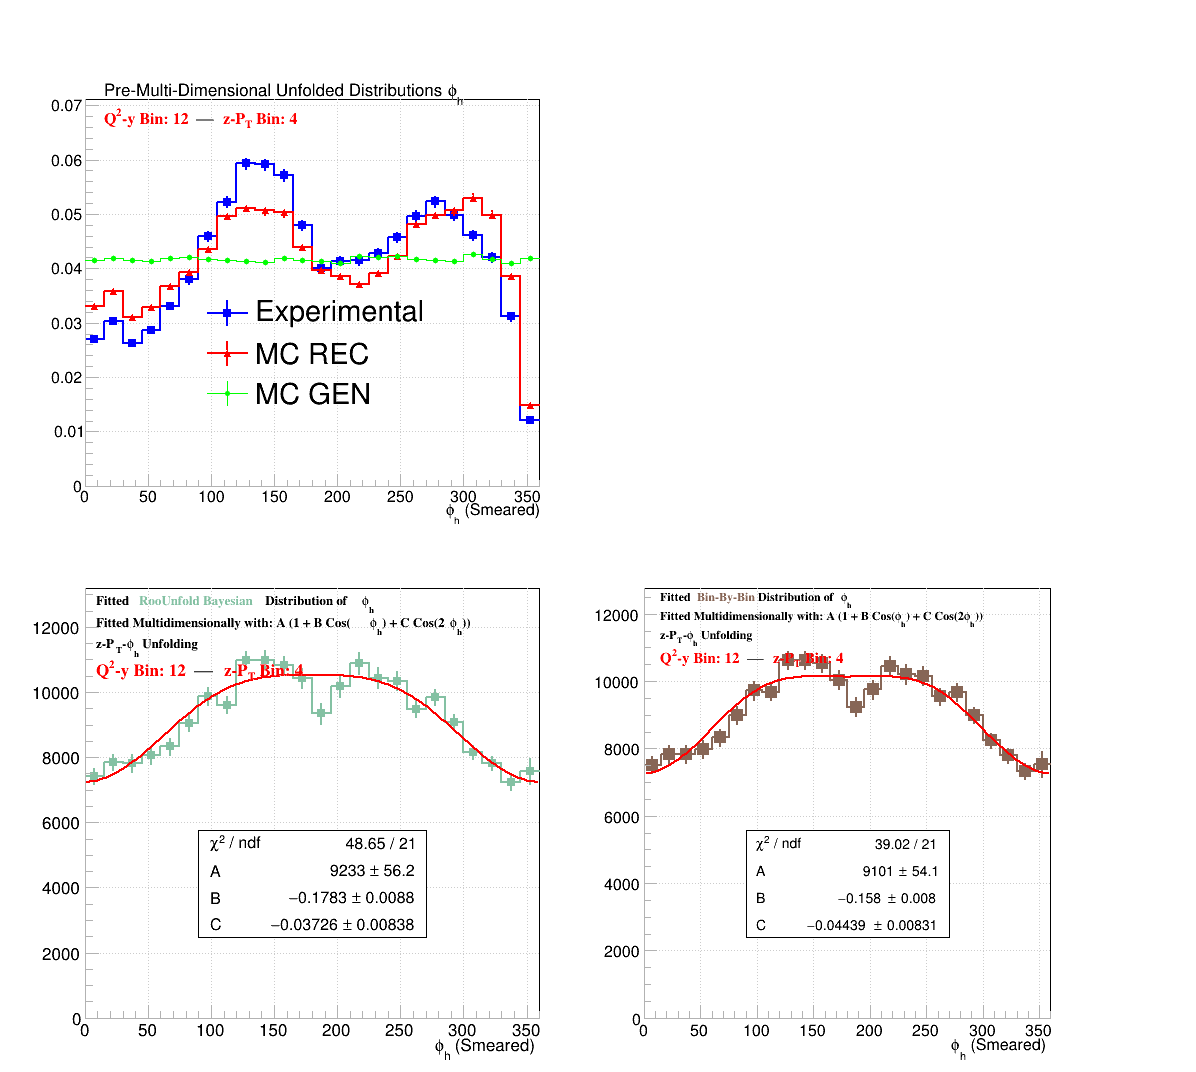 Pre-Multi-Dimensional Unfolded Distributions ϕh
Q2-y Bin: 12 — z-PT Bin: 4
0.07
0.06
0.05
0.04
0.03
0.02
0.01
0
Experimental
MC REC
MC GEN
0 50 100 150 200 250 300 350
ϕh (Smeared)
Fitted RooUnfold Bayesian Distribution of ϕh
Fitted Multidimensionally with: A (1 + B Cos( ϕh) + C Cos(2 ϕh))
z-PT-ϕh Unfolding
Q2-y Bin: 12 — z-PT Bin: 4
12000
10000
8000
6000
4000
2000
0
χ2 / ndf 48.65 / 21
A 9233 ± 56.2
B −0.1783 ± 0.0088
C −0.03726 ± 0.00838
0 50 100 150 200 250 300 350
ϕh (Smeared)
Fitted Bin-By-Bin Distribution of ϕh
Fitted Multidimensionally with: A (1 + B Cos(ϕh) + C Cos(2ϕh))
z-PT-ϕh Unfolding
Q2-y Bin: 12 — z-PT Bin: 4
12000
10000
8000
6000
4000
2000
0
χ2 / ndf 39.02 / 21
A 9101 ± 54.1
B −0.158 ± 0.008
C −0.04439 ± 0.00831
0 50 100 150 200 250 300 350
ϕh (Smeared)